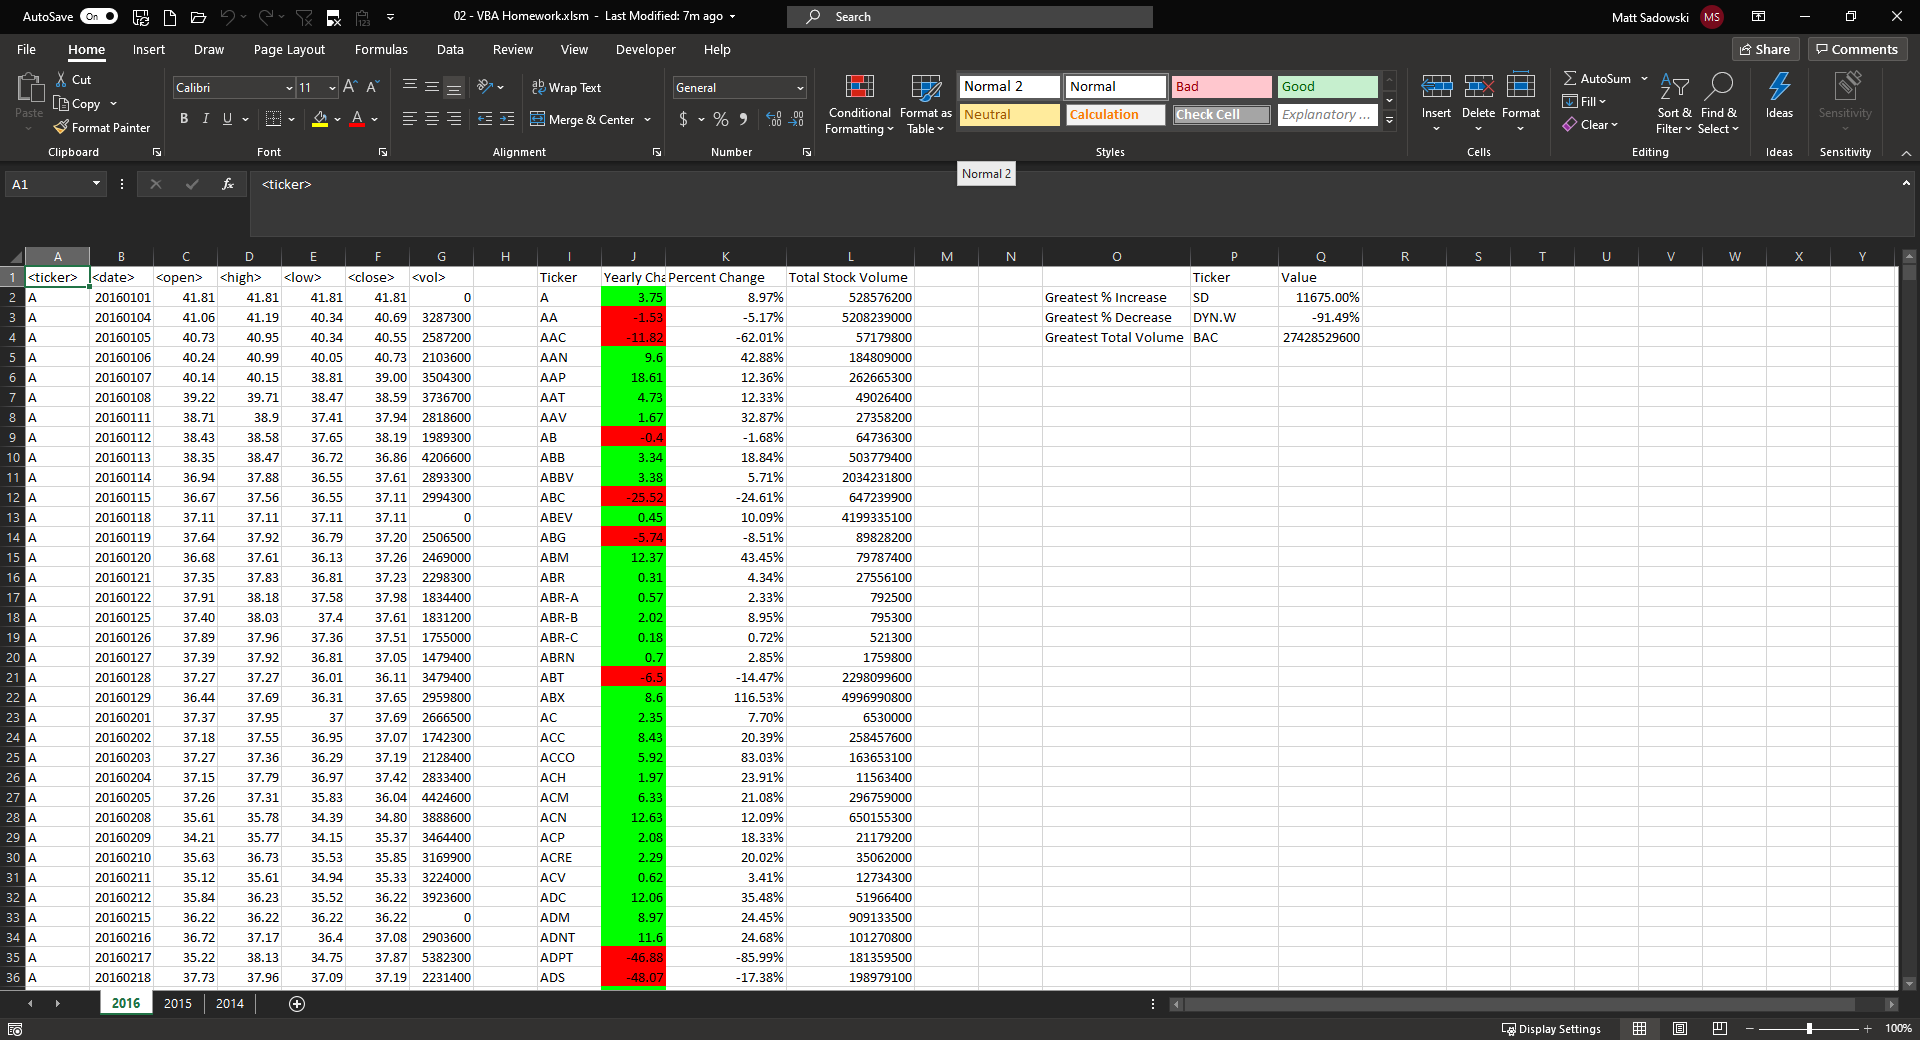 AutoSave On 02 - VBA Homework.xlsm - Last Modified: 7m ago Search Matt Sadowski MS
File Home Insert Draw Page Layout Formulas Data Review View Developer Help Share Comments
Paste Cut Copy Format Painter Clipboard
Calibri 11 A A B I U A Font
Wrap Text Merge & Center Alignment
General $ % 9 Number
Conditional Formatting Format as Table
Normal 2 Normal Bad Good
Neutral Calculation Check Cell Explanatory ...
Styles
Insert Delete Format Cells
AutoSum Fill Clear Sort & Filter Find & Select Editing
Ideas Ideas
Sensitivity Sensitivity
Normal 2
A1 fx <ticker>
A B C D E F G H I J K L M N O P Q R S T U V W X Y
1 <ticker> <date> <open> <high> <low> <close> <vol> Ticker Yearly Cha Percent Change Total Stock Volume Ticker Value
2 A 20160101 41.81 41.81 41.81 41.81 0 A 3.75 8.97% 528576200 Greatest % Increase SD 11675.00%
3 A 20160104 41.06 41.19 40.34 40.69 3287300 AA -1.53 -5.17% 5208239000 Greatest % Decrease DYN.W -91.49%
4 A 20160105 40.73 40.95 40.34 40.55 2587200 AAC -11.82 -62.01% 57179800 Greatest Total Volume BAC 27428529600
5 A 20160106 40.24 40.99 40.05 40.73 2103600 AAN 9.6 42.88% 184809000
6 A 20160107 40.14 40.15 38.81 39.00 3504300 AAP 18.61 12.36% 262665300
7 A 20160108 39.22 39.71 38.47 38.59 3736700 AAT 4.73 12.33% 49026400
8 A 20160111 38.71 38.9 37.41 37.94 2818600 AAV 1.67 32.87% 27358200
9 A 20160112 38.43 38.58 37.65 38.19 1989300 AB -0.4 -1.68% 64736300
10 A 20160113 38.35 38.47 36.72 36.86 4206600 ABB 3.34 18.84% 503779400
11 A 20160114 36.94 37.88 36.55 37.61 2893300 ABBV 3.38 5.71% 2034231800
12 A 20160115 36.67 37.56 36.55 37.11 2994300 ABC -25.52 -24.61% 647239900
13 A 20160118 37.11 37.11 37.11 37.11 0 ABEV 0.45 10.09% 4199335100
14 A 20160119 37.64 37.92 36.79 37.20 2506500 ABG -5.74 -8.51% 89828200
15 A 20160120 36.68 37.61 36.13 37.26 2469000 ABM 12.37 43.45% 79787400
16 A 20160121 37.35 37.83 36.81 37.23 2298300 ABR 0.31 4.34% 27556100
17 A 20160122 37.91 38.18 37.58 37.98 1834400 ABR-A 0.57 2.33% 792500
18 A 20160125 37.40 38.03 37.4 37.61 1831200 ABR-B 2.02 8.95% 795300
19 A 20160126 37.89 37.96 37.36 37.51 1755000 ABR-C 0.18 0.72% 521300
20 A 20160127 37.39 37.92 36.81 37.05 1479400 ABRN 0.7 2.85% 1759800
21 A 20160128 37.27 37.27 36.01 36.11 3479400 ABT -6.5 -14.47% 2298099600
22 A 20160129 36.44 37.69 36.31 37.65 2959800 ABX 8.6 116.53% 4996990800
23 A 20160201 37.37 37.95 37 37.69 2666500 AC 2.35 7.70% 6530000
24 A 20160202 37.18 37.55 36.95 37.07 1742300 ACC 8.43 20.39% 258457600
25 A 20160203 37.27 37.36 36.29 37.19 2128400 ACCO 5.92 83.03% 163653100
26 A 20160204 37.15 37.79 36.97 37.42 2833400 ACH 1.97 23.91% 11563400
27 A 20160205 37.26 37.31 35.83 36.04 4424600 ACM 6.33 21.08% 296759000
28 A 20160208 35.61 35.78 34.39 34.80 3888600 ACN 12.63 12.09% 650155300
29 A 20160209 34.21 35.77 34.15 35.37 3464400 ACP 2.08 18.33% 21179200
30 A 20160210 35.63 36.73 35.53 35.85 3169900 ACRE 2.29 20.02% 35062000
31 A 20160211 35.12 35.61 34.94 35.33 3224000 ACV 0.62 3.41% 12734300
32 A 20160212 35.84 36.23 35.52 36.22 3923600 ADC 12.06 35.48% 51966400
33 A 20160215 36.22 36.22 36.22 36.22 0 ADM 8.97 24.45% 909133500
34 A 20160216 36.72 37.17 36.4 37.08 2903600 ADNT 11.6 24.68% 101270800
35 A 20160217 35.22 38.13 34.75 37.87 5382300 ADPT -46.88 -85.99% 181359500
36 A 20160218 37.73 37.96 37.09 37.19 2231400 ADS -48.07 -17.38% 198979100
2016 2015 2014
Display Settings 100%